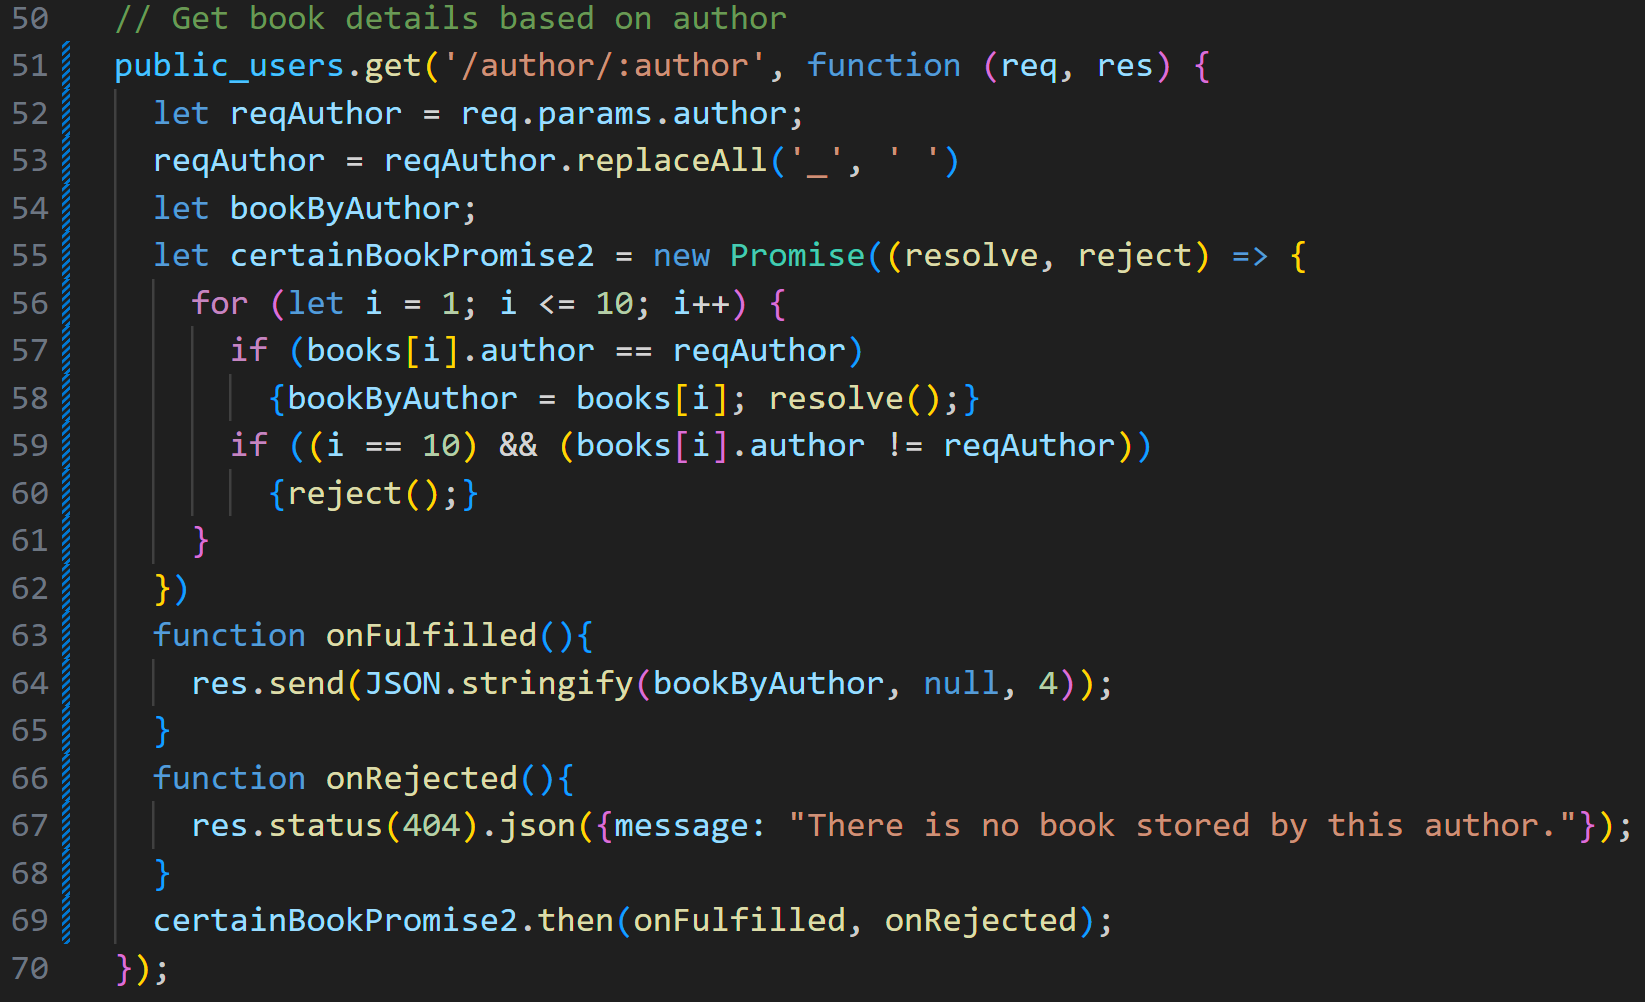 50 // Get book details based on author
51 public_users.get('/author/:author', function (req, res) {
52   let reqAuthor = req.params.author;
53   reqAuthor = reqAuthor.replaceAll('_', ' ')
54   let bookByAuthor;
55   let certainBookPromise2 = new Promise((resolve, reject) => {
56     for (let i = 1; i <= 10; i++) {
57       if (books[i].author == reqAuthor)
58         {bookByAuthor = books[i]; resolve();}
59       if ((i == 10) && (books[i].author != reqAuthor))
60         {reject();}
61     }
62   })
63   function onFulfilled(){
64     res.send(JSON.stringify(bookByAuthor, null, 4));
65   }
66   function onRejected(){
67     res.status(404).json({message: "There is no book stored by this author."});
68   }
69   certainBookPromise2.then(onFulfilled, onRejected);
70 });